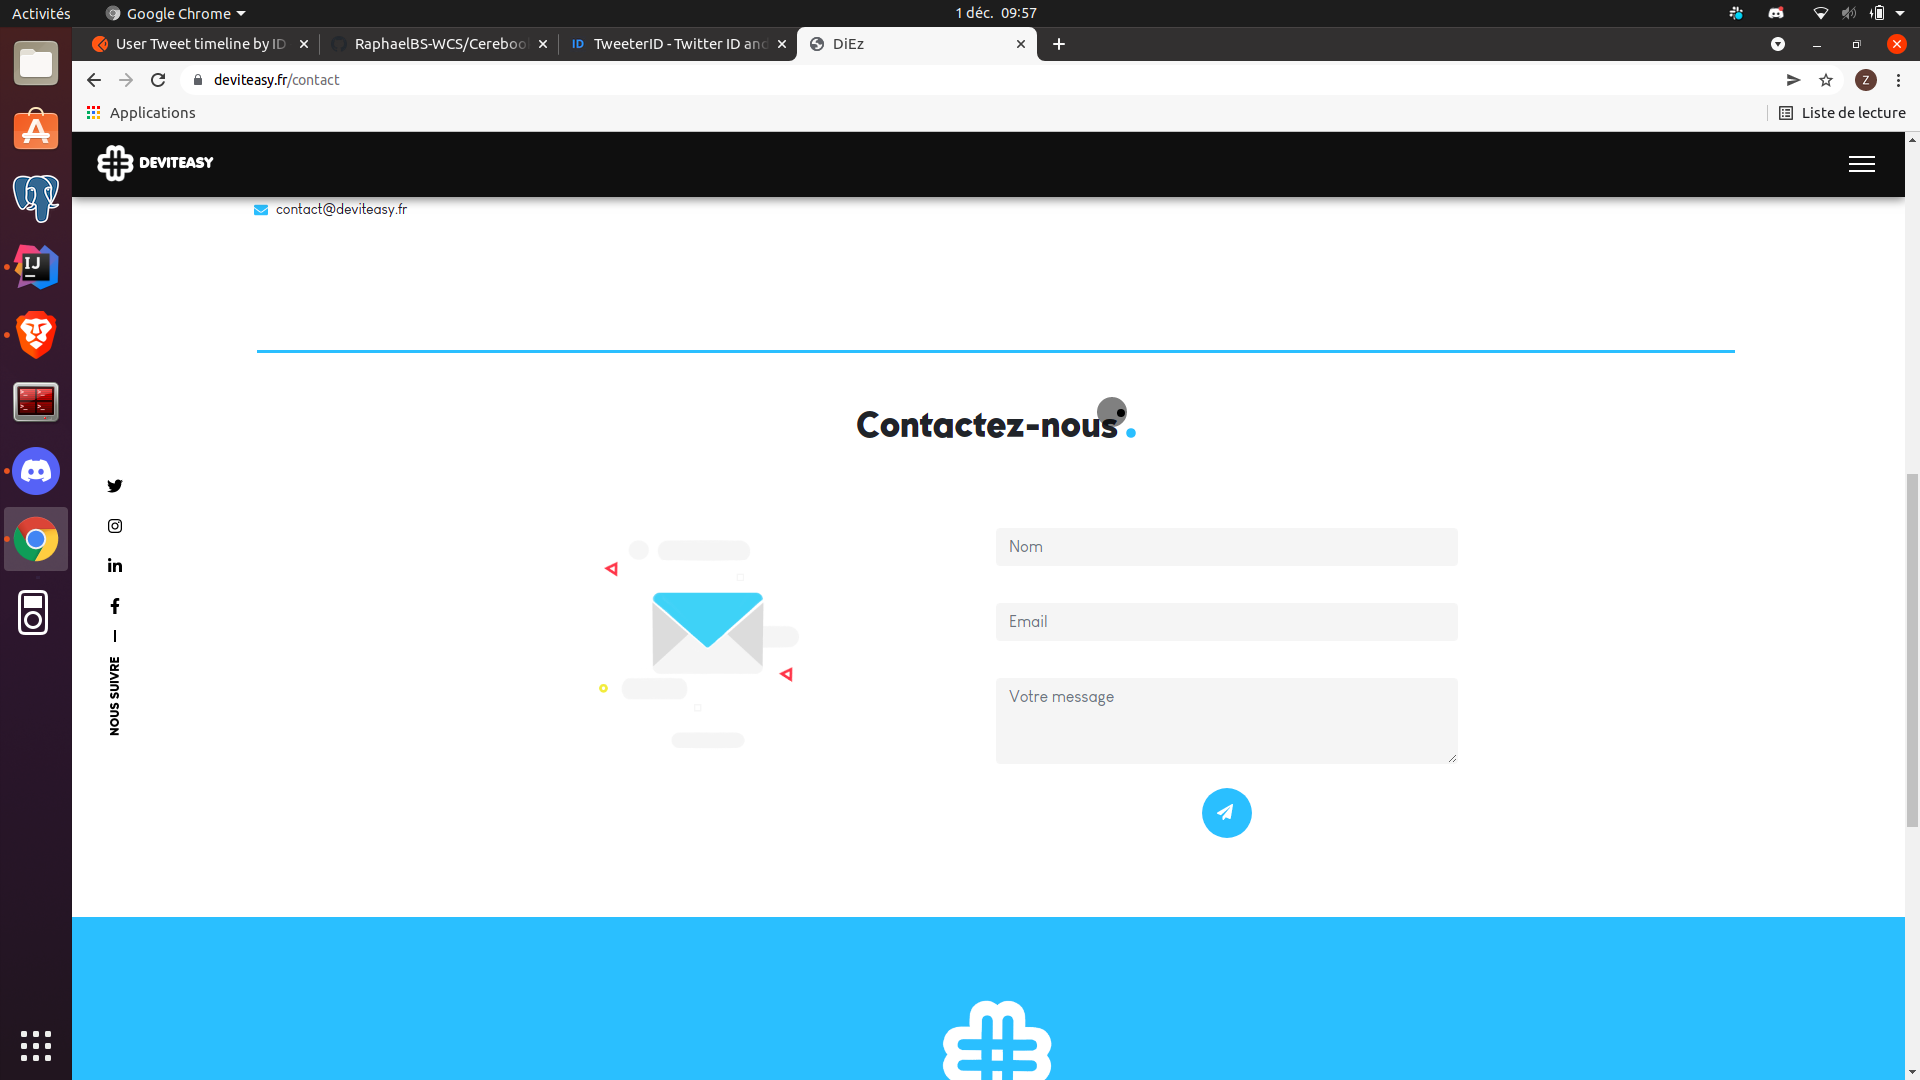 Activités
Google Chrome
1 déc. 09:57
User Tweet timeline by ID
RaphaelBS-WCS/Cereboo
TweeterID - Twitter ID and
DiEz
deviteasy.fr/contact
Z
Applications
Liste de lecture
DEVITEASY
contact@deviteasy.fr
Contactez-nous.
Nom
Email
Votre message
NOUS SUIVRE